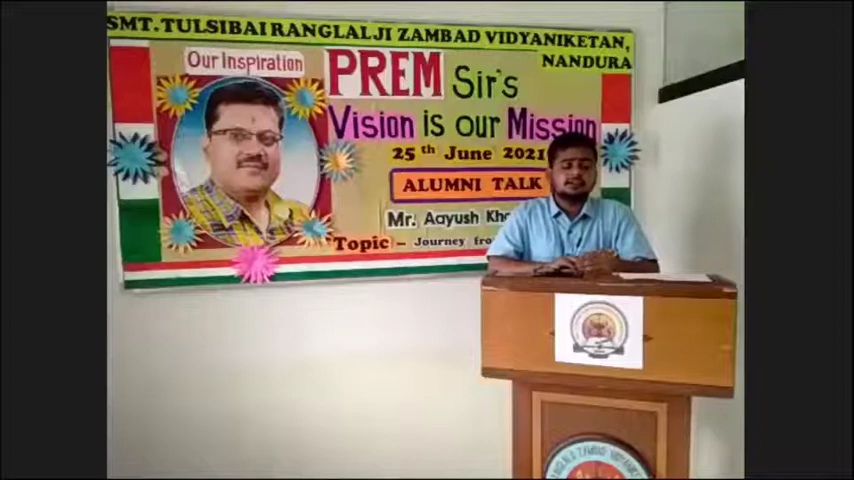 SMT.TULSIBAI RANGLALJI ZAMBAD VIDYANIKETAN,
NANDURA
Our Inspiration
PREM Sir's
Vision is our Mission
25th June 2021
ALUMNI TALK
Mr. Aayush
Topic:- Journey